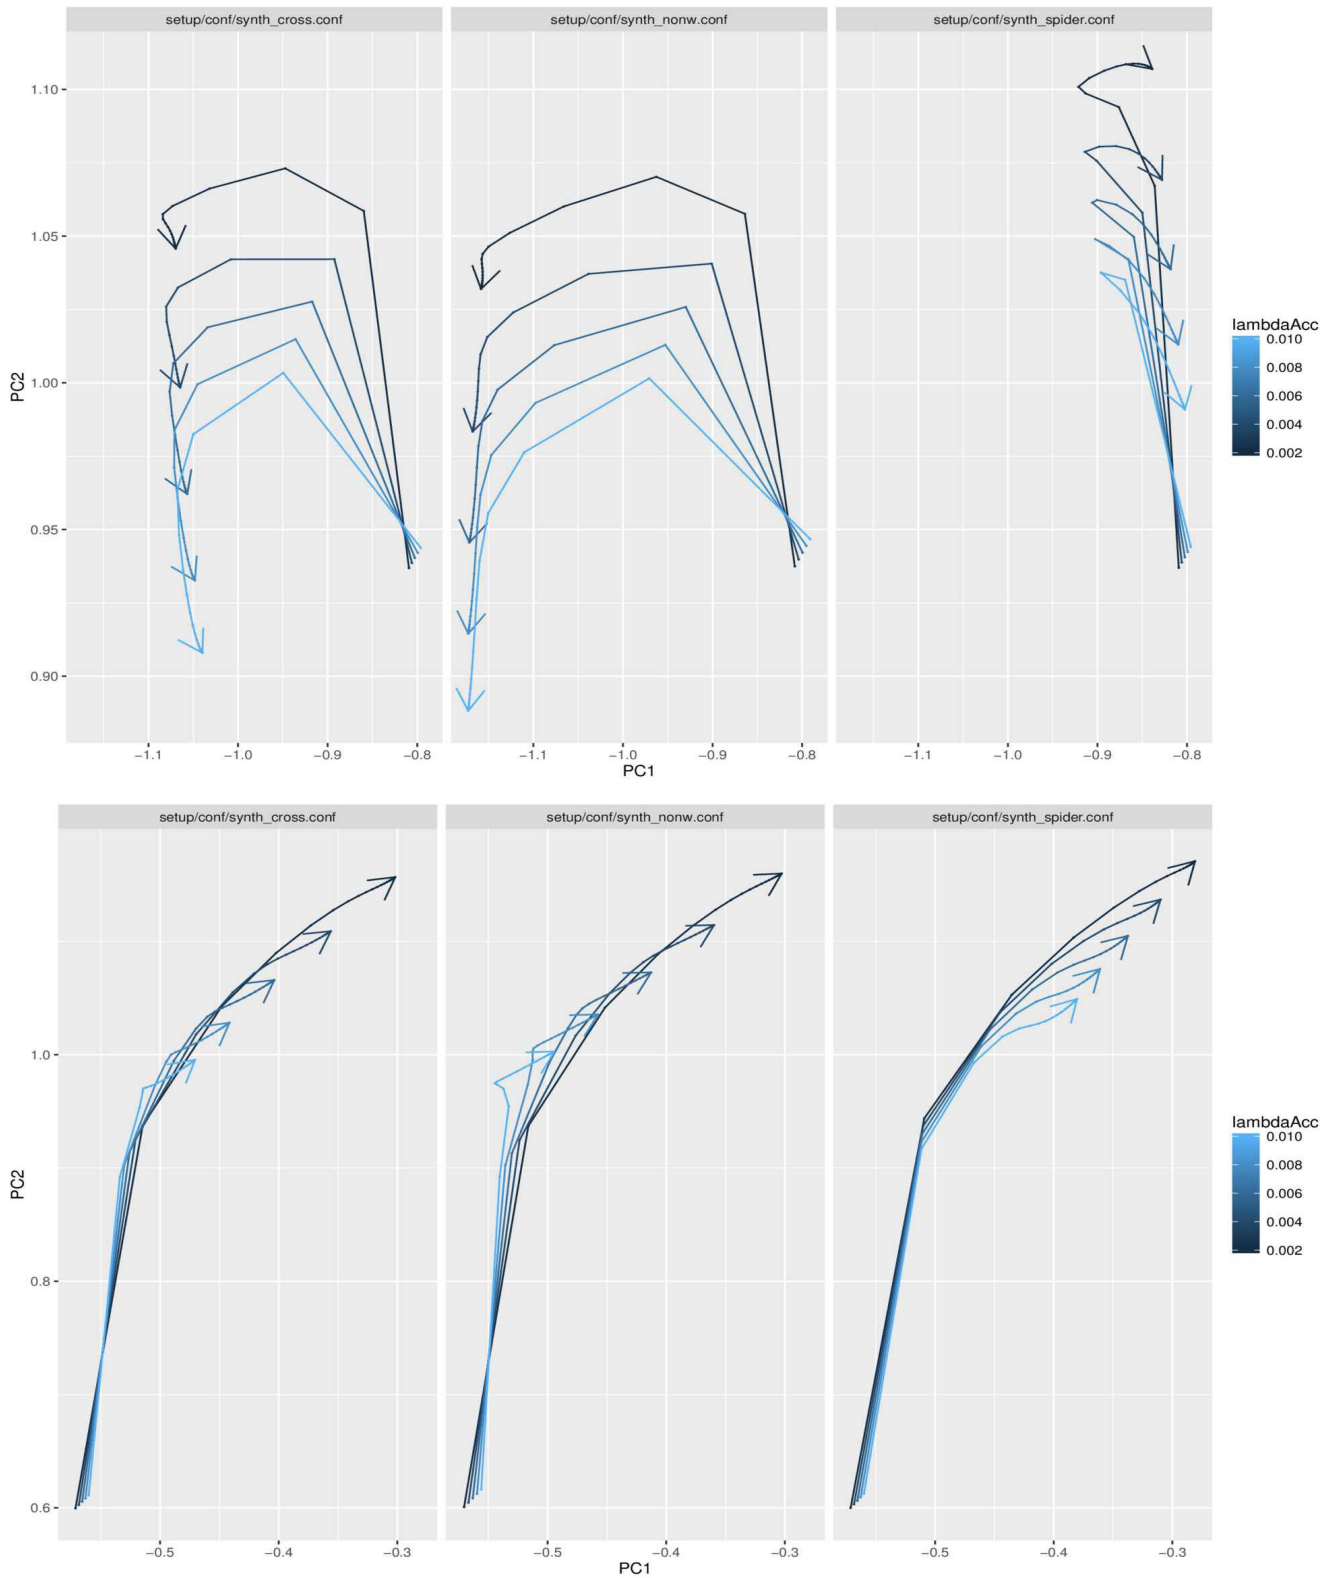 setup/conf/synth_cross.conf setup/conf/synth_nonw.conf setup/conf/synth_spider.conf
1.10
1.05
1.00
0.95
0.90
PC2
lambdaAcc
0.010
0.008
0.006
0.004
0.002
−1.1 −1.0 −0.9 −0.8 −1.1 −1.0 −0.9 −0.8 −1.1 −1.0 −0.9 −0.8
PC1
setup/conf/synth_cross.conf setup/conf/synth_nonw.conf setup/conf/synth_spider.conf
1.0
0.8
0.6
PC2
lambdaAcc
0.010
0.008
0.006
0.004
0.002
−0.5 −0.4 −0.3 −0.5 −0.4 −0.3 −0.5 −0.4 −0.3
PC1